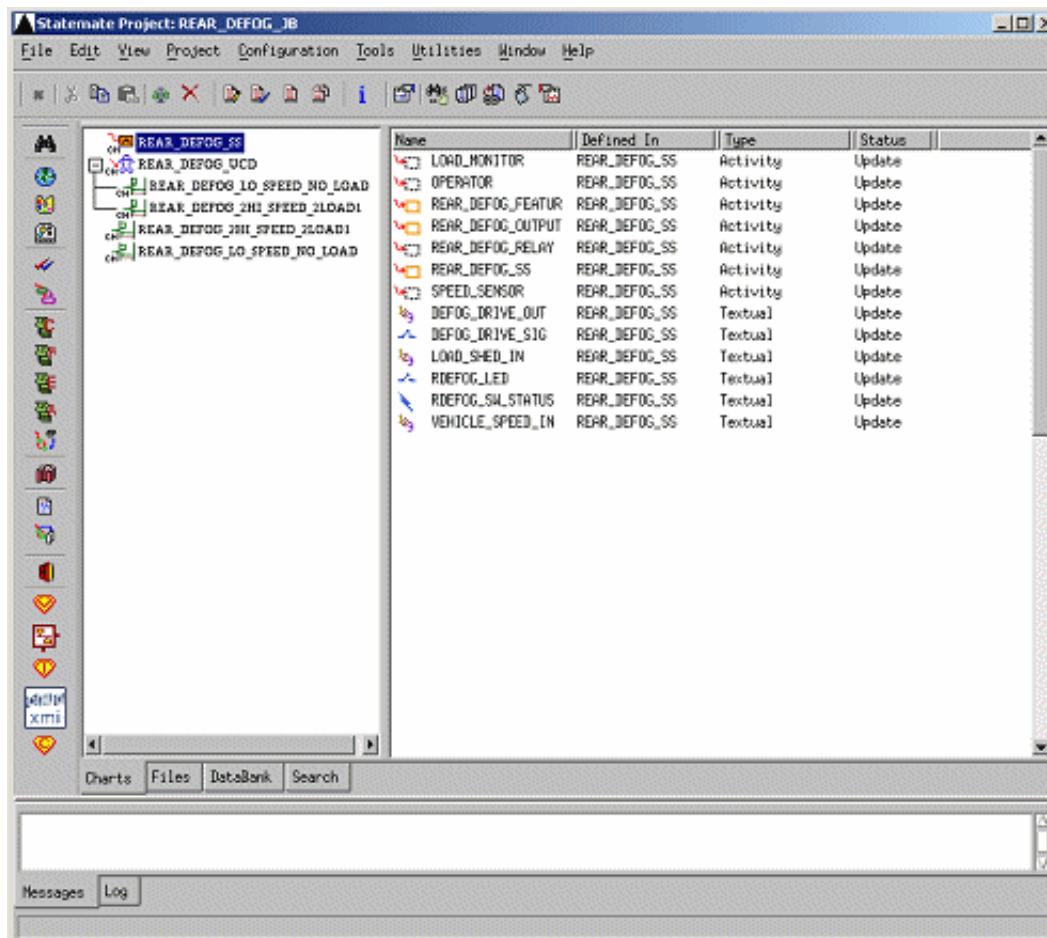 Statemate Project: REAR_DEFOG_JB
File Edit View Project Configuration Tools Utilities Window Help
REAR_DEFOG_SS
REAR_DEFOG_UCD
REAR_DEFOG_LO_SPEED_NO_LOAD
REAR_DEFOG_2HI_SPEED_2LOAD1
REAR_DEFOG_2HI_SPEED_2LOAD1
REAR_DEFOG_LO_SPEED_NO_LOAD
Name Defined In Type Status
LOAD_MONITOR REAR_DEFOG_SS Activity Update
OPERATOR REAR_DEFOG_SS Activity Update
REAR_DEFOG_FEATUR REAR_DEFOG_SS Activity Update
REAR_DEFOG_OUTPUT REAR_DEFOG_SS Activity Update
REAR_DEFOG_RELAY REAR_DEFOG_SS Activity Update
REAR_DEFOG_SS REAR_DEFOG_SS Activity Update
SPEED_SENSOR REAR_DEFOG_SS Activity Update
DEFOG_DRIVE_OUT REAR_DEFOG_SS Textual Update
DEFOG_DRIVE_SIG REAR_DEFOG_SS Textual Update
LOAD_SHED_IN REAR_DEFOG_SS Textual Update
RDEFOG_LED REAR_DEFOG_SS Textual Update
RDEFOG_SW_STATUS REAR_DEFOG_SS Textual Update
VEHICLE_SPEED_IN REAR_DEFOG_SS Textual Update
xmi
Charts Files DataBank Search
Messages Log